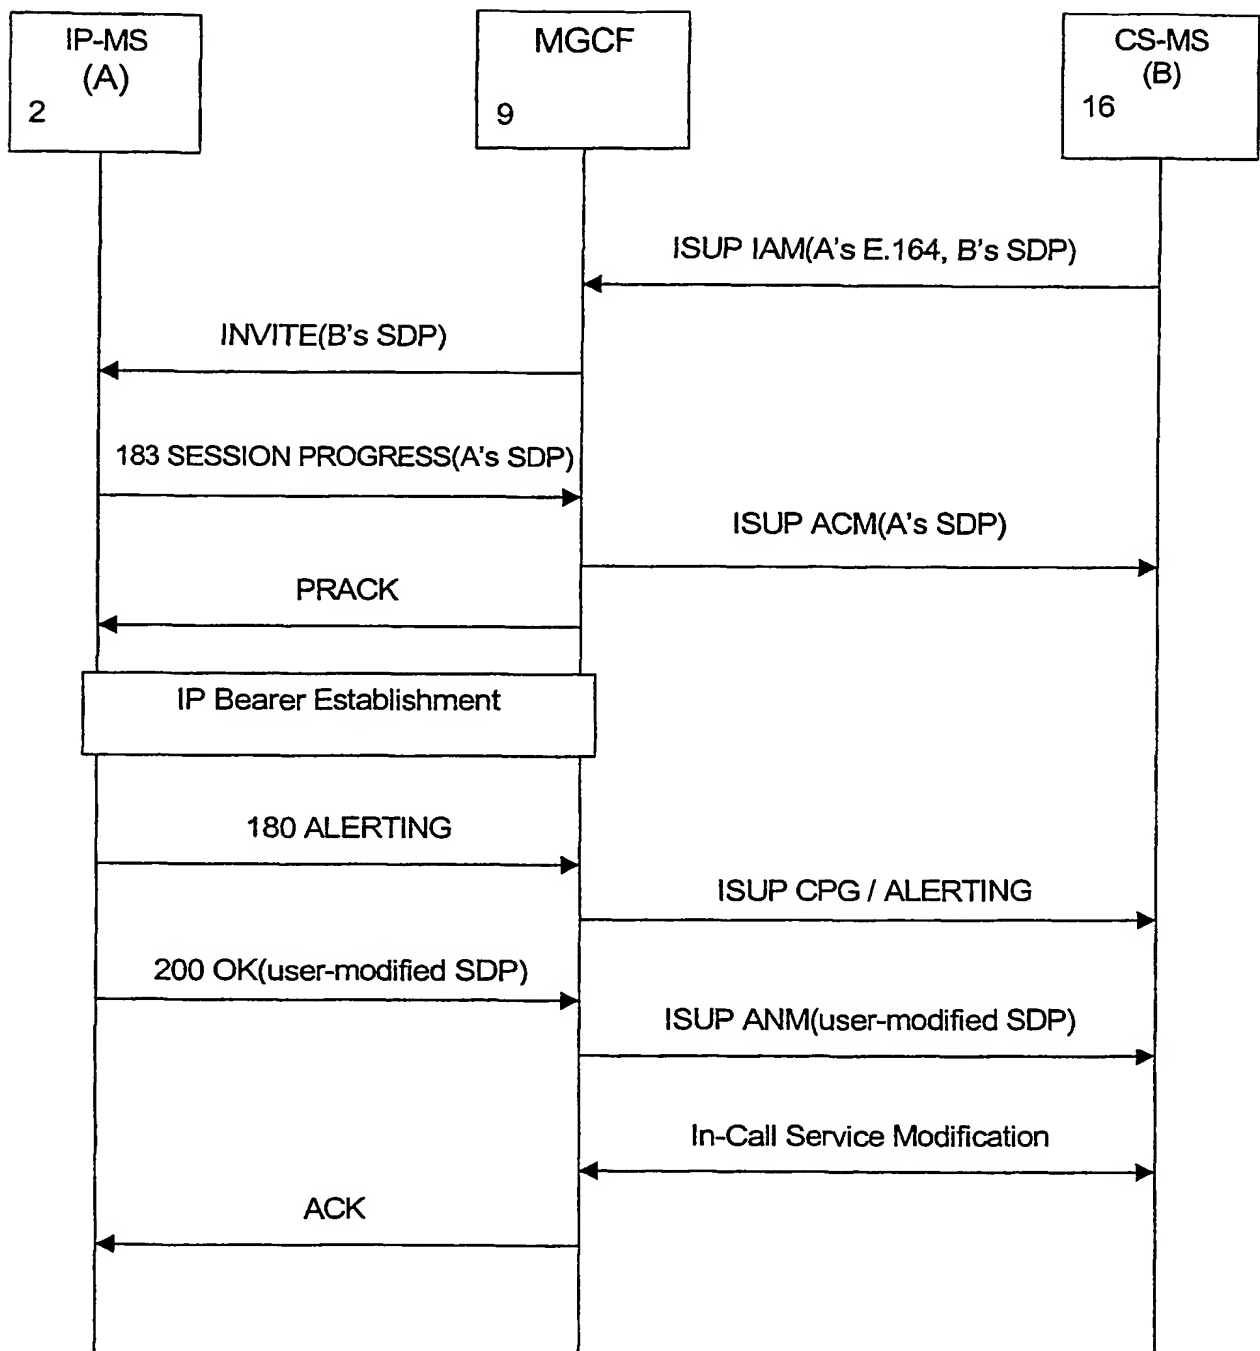 IP-MS
(A)
2
MGCF
9
CS-MS
(B)
16
ISUP IAM(A's E.164, B's SDP)
INVITE(B's SDP)
183 SESSION PROGRESS(A's SDP)
ISUP ACM(A's SDP)
PRACK
IP Bearer Establishment
180 ALERTING
ISUP CPG / ALERTING
200 OK(user-modified SDP)
ISUP ANM(user-modified SDP)
In-Call Service Modification
ACK